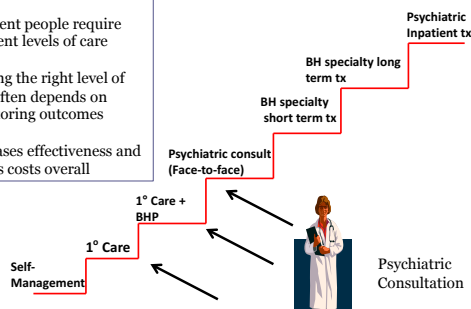 ent people require
ent levels of care
ng the right level of
ften depends on
oring outcomes
ases effectiveness and
s costs overall
Psychiatric
Inpatient tx
BH specialty long
term tx
BH specialty
short term tx
Psychiatric consult
(Face-to-face)
1° Care +
BHP
1° Care
Self-
Management
Psychiatric
Consultation